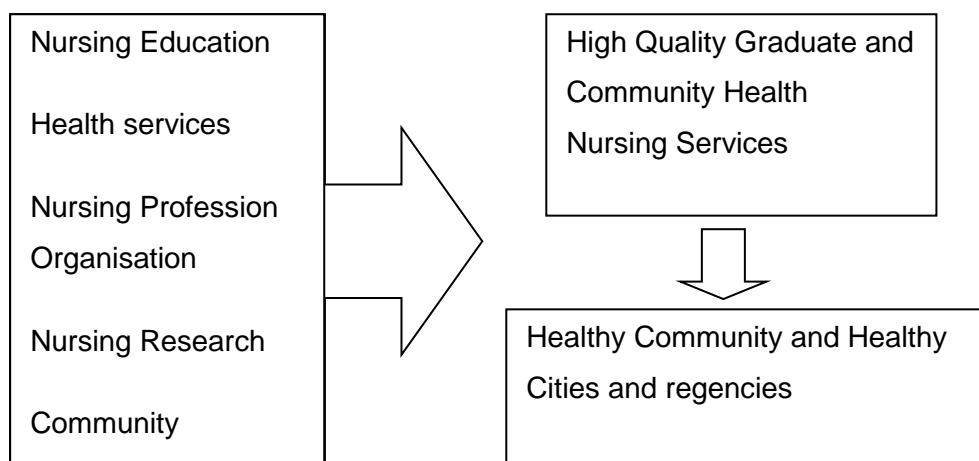 Nursing Education
Health services
Nursing Profession
Organisation
Nursing Research
Community
High Quality Graduate and
Community Health
Nursing Services
Healthy Community and Healthy
Cities and regencies